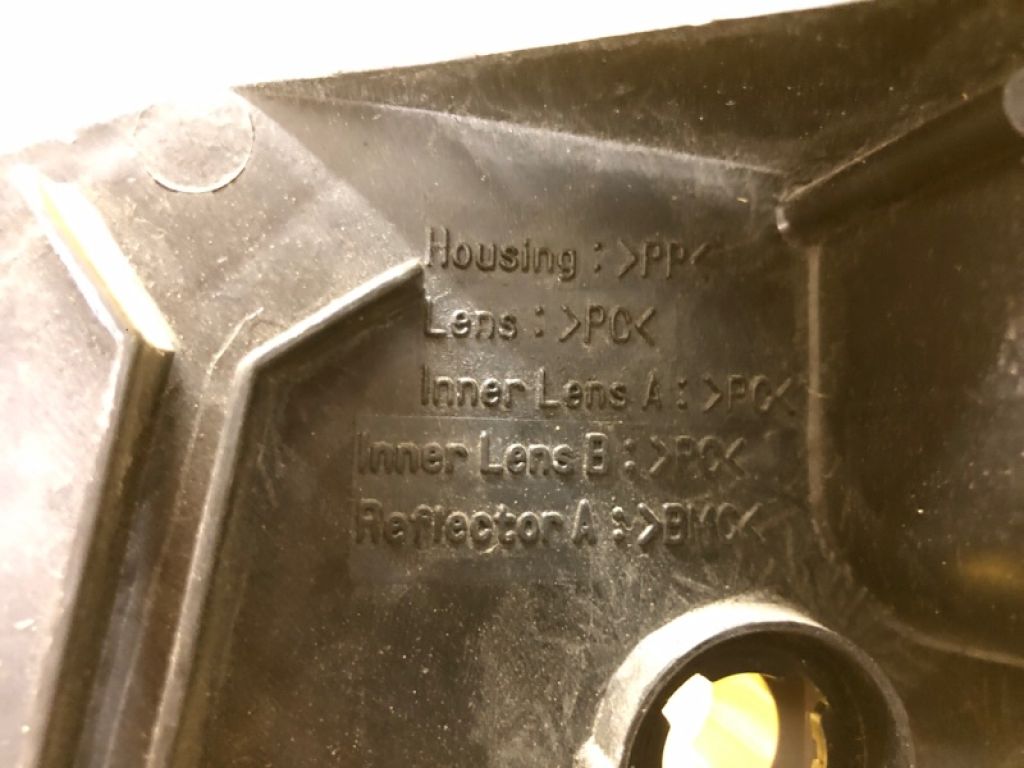 Housing : >PP<
Lens : >PC<
Inner Lens A : >PC<
Inner Lens B : >PC<
Reflector A : >BMC<